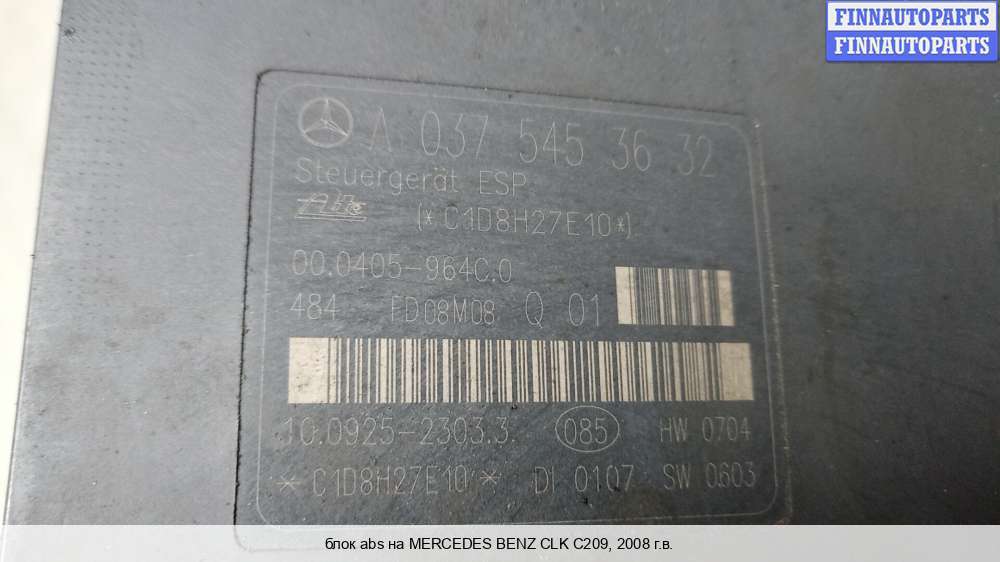 FINNAUTOPARTS
FINNAUTOPARTS
A 037 545 36 32
Steuergerät ESP
Ate
(*C1D8H27E10*)
00.0405-964C.0
484 FD08M08 Q 01
10.0925-2303.3 085 HW 0704
*C1D8H27E10* DI 0107 SW 0603
блок abs на MERCEDES BENZ CLK C209, 2008 г.в.